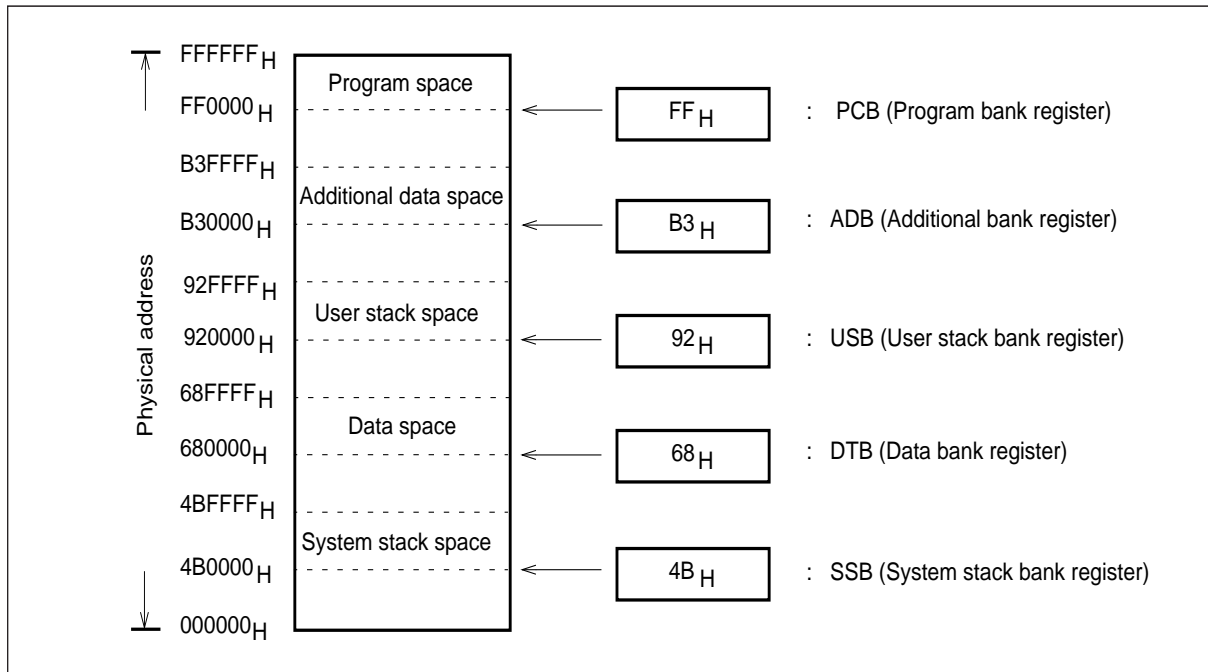 FFFFFFH
Program space
FF0000H
FFH : PCB (Program bank register)
B3FFFFH
Additional data space
B30000H
B3H : ADB (Additional bank register)
92FFFFH
User stack space
920000H
92H : USB (User stack bank register)
68FFFFH
Data space
680000H
68H : DTB (Data bank register)
4BFFFFH
System stack space
4B0000H
4BH : SSB (System stack bank register)
000000H
Physical address